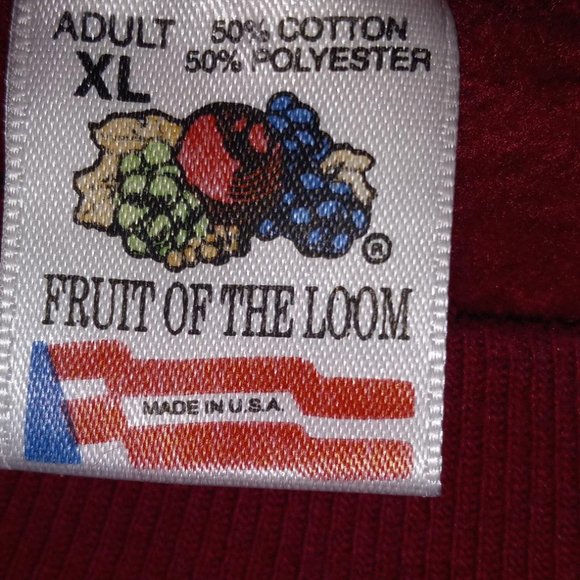 ADULT 50% COTTON
XL 50% POLYESTER
®
FRUIT OF THE LOOM
MADE IN U.S.A.